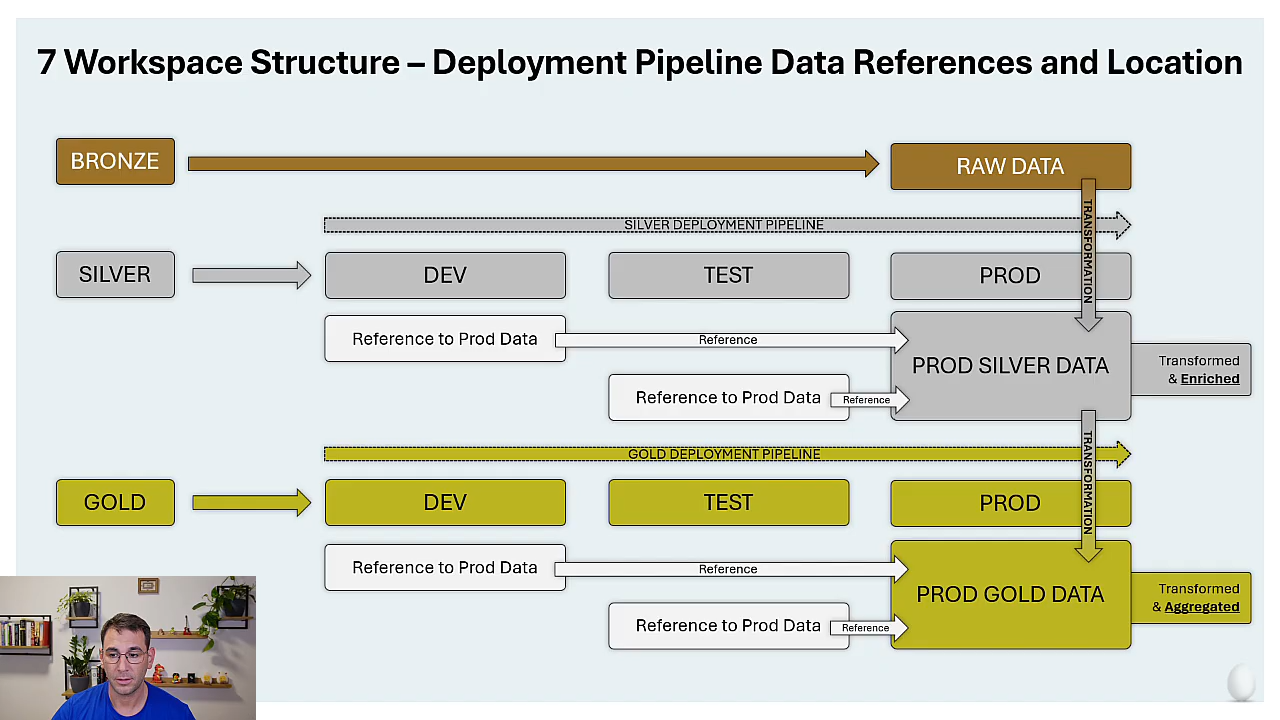 7 Workspace Structure – Deployment Pipeline Data References and Location
BRONZE
RAW DATA
TRANSFORMATION
SILVER DEPLOYMENT PIPELINE
SILVER
DEV
TEST
PROD
Reference to Prod Data
Reference
PROD SILVER DATA
Transformed
& Enriched
Reference to Prod Data
Reference
TRANSFORMATION
GOLD DEPLOYMENT PIPELINE
GOLD
DEV
TEST
PROD
Reference to Prod Data
Reference
PROD GOLD DATA
Transformed
& Aggregated
Reference to Prod Data
Reference